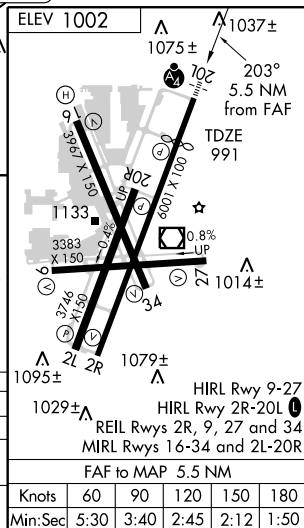 ELEV 1002
1037±
1075±
A4
20L
203°
5.5 NM
from FAF
TDZE
991
H
16
V
3967 X 150
P
6001 X 100
20R
UP
P
1133
0.4%
0.8%
UP
3383
X 150
9
27
V
V
1014±
3746
X150
34
P
V
2L 2R
1095±
1079±
1029±
HIRL Rwy 9-27
HIRL Rwy 2R-20L L
REIL Rwys 2R, 9, 27 and 34
MIRL Rwys 16-34 and 2L-20R
FAF to MAP 5.5 NM
Knots 60 90 120 150 180
Min:Sec 5:30 3:40 2:45 2:12 1:50